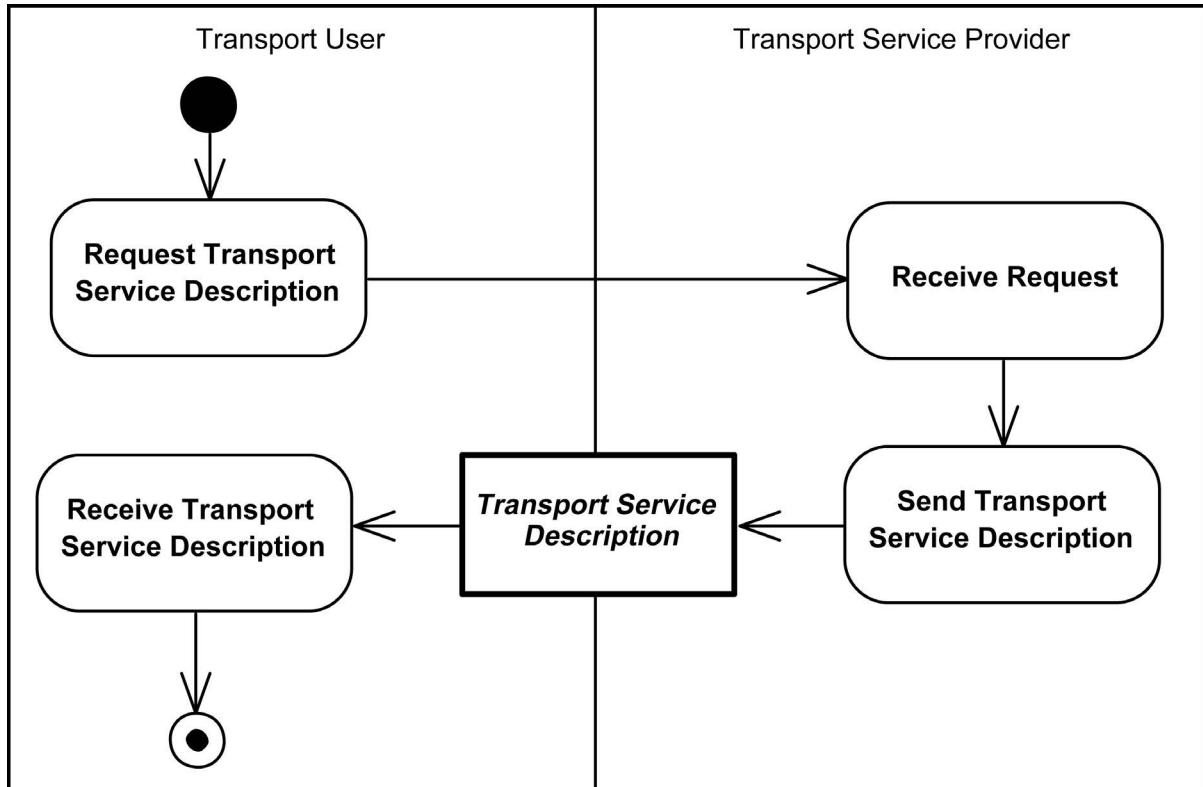 Transport User
Transport Service Provider
Request Transport
Service Description
Receive Request
Receive Transport
Service Description
Transport Service
Description
Send Transport
Service Description